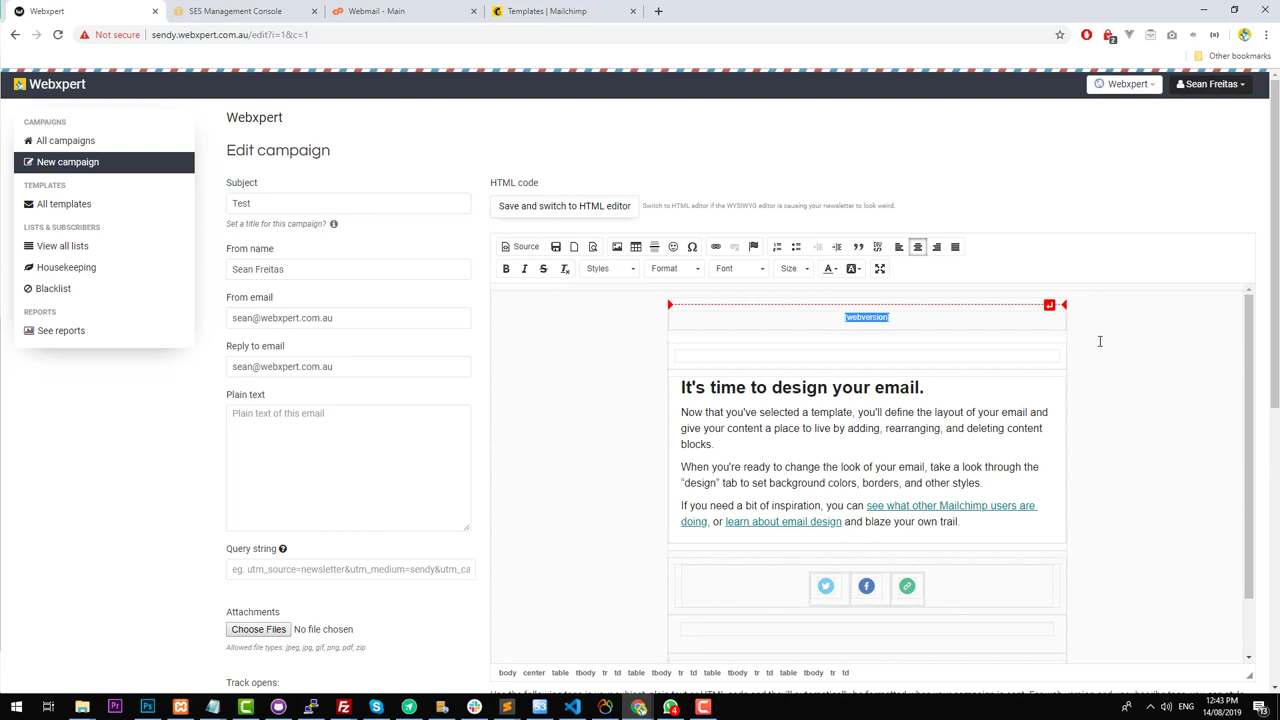 Webxpert
SES Management Console
Webmail - Main
Templates | Mailchimp
Not secure | sendy.webxpert.com.au/edit?i=1&c=1
2
Other bookmarks
Webxpert
Webxpert
Sean Freitas
CAMPAIGNS
All campaigns
New campaign
TEMPLATES
All templates
LISTS & SUBSCRIBERS
View all lists
Housekeeping
Blacklist
REPORTS
See reports
Webxpert
Edit campaign
Subject
Test
Set a title for this campaign?
From name
Sean Freitas
From email
sean@webxpert.com.au
Reply to email
sean@webxpert.com.au
Plain text
Plain text of this email
Query string
eg. utm_source=newsletter&utm_medium=sendy&utm_ca
Attachments
Choose Files No file chosen
Allowed file types: jpeg, jpg, gif, png, pdf, zip
Track opens:
HTML code
Save and switch to HTML editor
Switch to HTML editor if the WYSIWYG editor is causing your newsletter to look weird.
Source
Styles Format Font Size
[webversion]
It's time to design your email.
Now that you've selected a template, you'll define the layout of your email and
give your content a place to live by adding, rearranging, and deleting content
blocks.
When you're ready to change the look of your email, take a look through the
“design” tab to set background colors, borders, and other styles.
If you need a bit of inspiration, you can see what other Mailchimp users are
doing, or learn about email design and blaze your own trail.
body center table tbody tr td table tbody tr td table tbody tr td
4
ENG
12:43 PM
14/08/2019